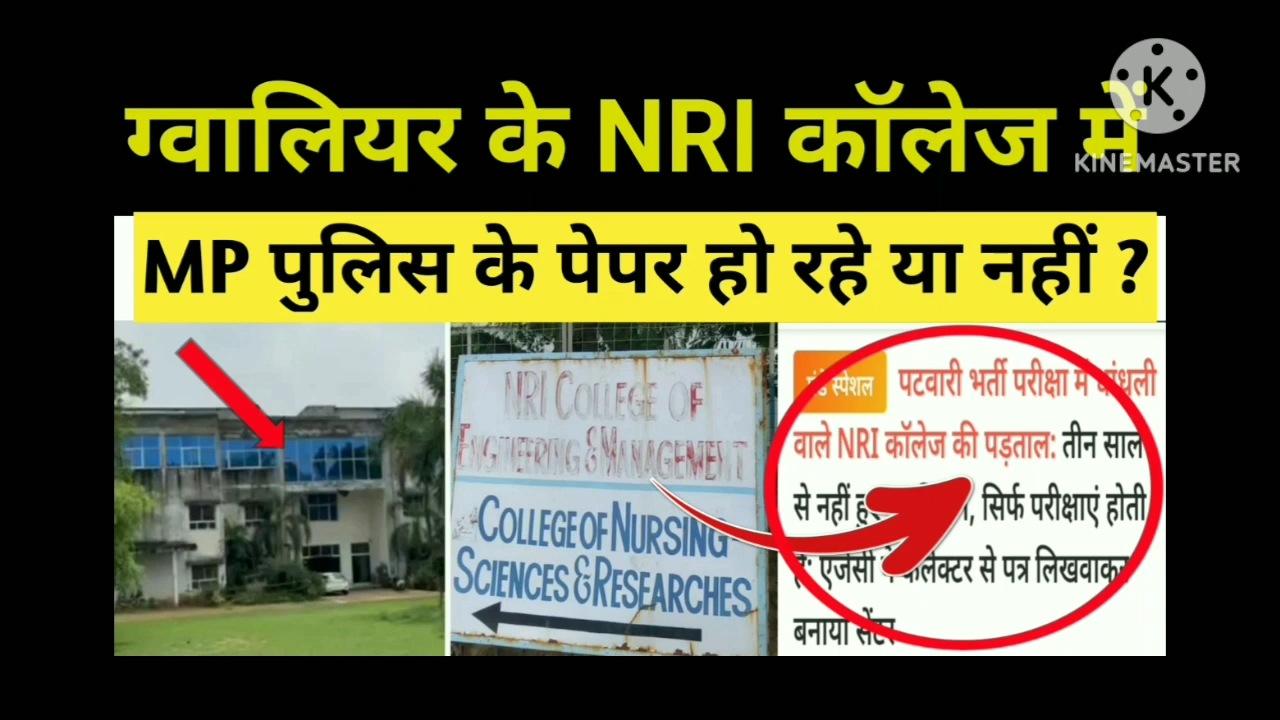 ग्वालियर के NRI कॉलेज में
KINEMASTER
MP पुलिस के पेपर हो रहे या नहीं ?
NRI COLLEGE OF
ENGINEERING & MANAGEMENT
COLLEGE OF NURSING
SCIENCES & RESEARCHES
स्पेशल पटवारी भर्ती परीक्षा में धांधली
वाले NRI कॉलेज की पड़ताल: तीन साल
से नहीं सिर्फ परीक्षाएं होती
एजेंसी ने कलेक्टर से पत्र लिखवाकर
बनाया सेंटर